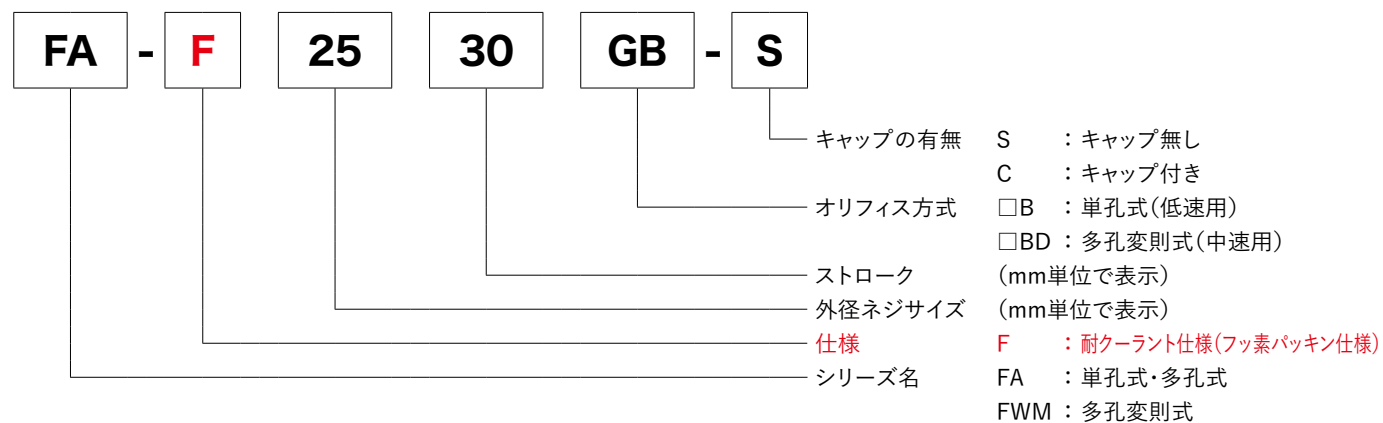 FA - F 25 30 GB - S
キャップの有無 S ：キャップ無し
C ：キャップ付き
オリフィス方式 □B ：単孔式(低速用)
□BD ：多孔変則式(中速用)
ストローク (mm単位で表示)
外径ネジサイズ (mm単位で表示)
仕様 F ：耐クーラント仕様(フッ素パッキン仕様)
シリーズ名 FA ：単孔式・多孔式
FWM ：多孔変則式